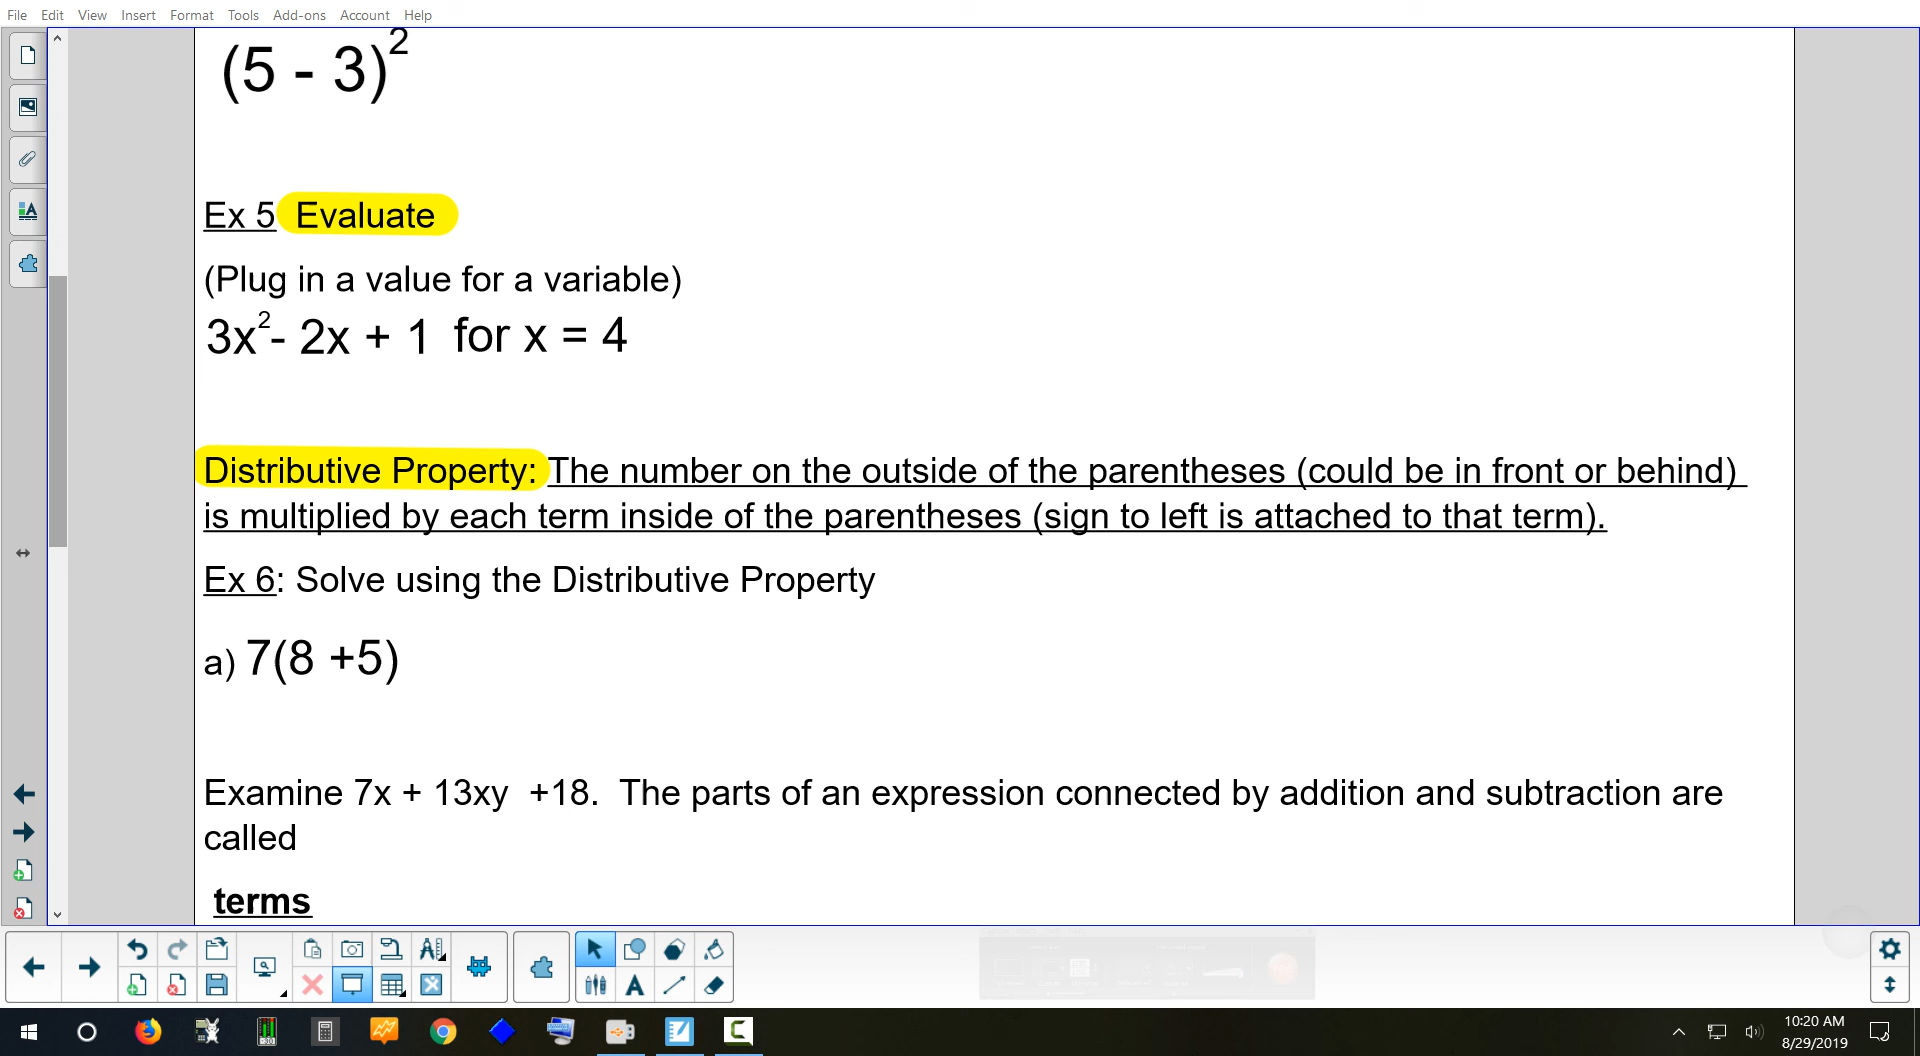 File Edit View Insert Format Tools Add-ons Account Help
(5 - 3)²
Ex 5 Evaluate
(Plug in a value for a variable)
3x²- 2x + 1 for x = 4
Distributive Property: The number on the outside of the parentheses (could be in front or behind)
is multiplied by each term inside of the parentheses (sign to left is attached to that term).
Ex 6: Solve using the Distributive Property
a) 7(8 +5)
Examine 7x + 13xy +18. The parts of an expression connected by addition and subtraction are
called
terms
10:20 AM
8/29/2019